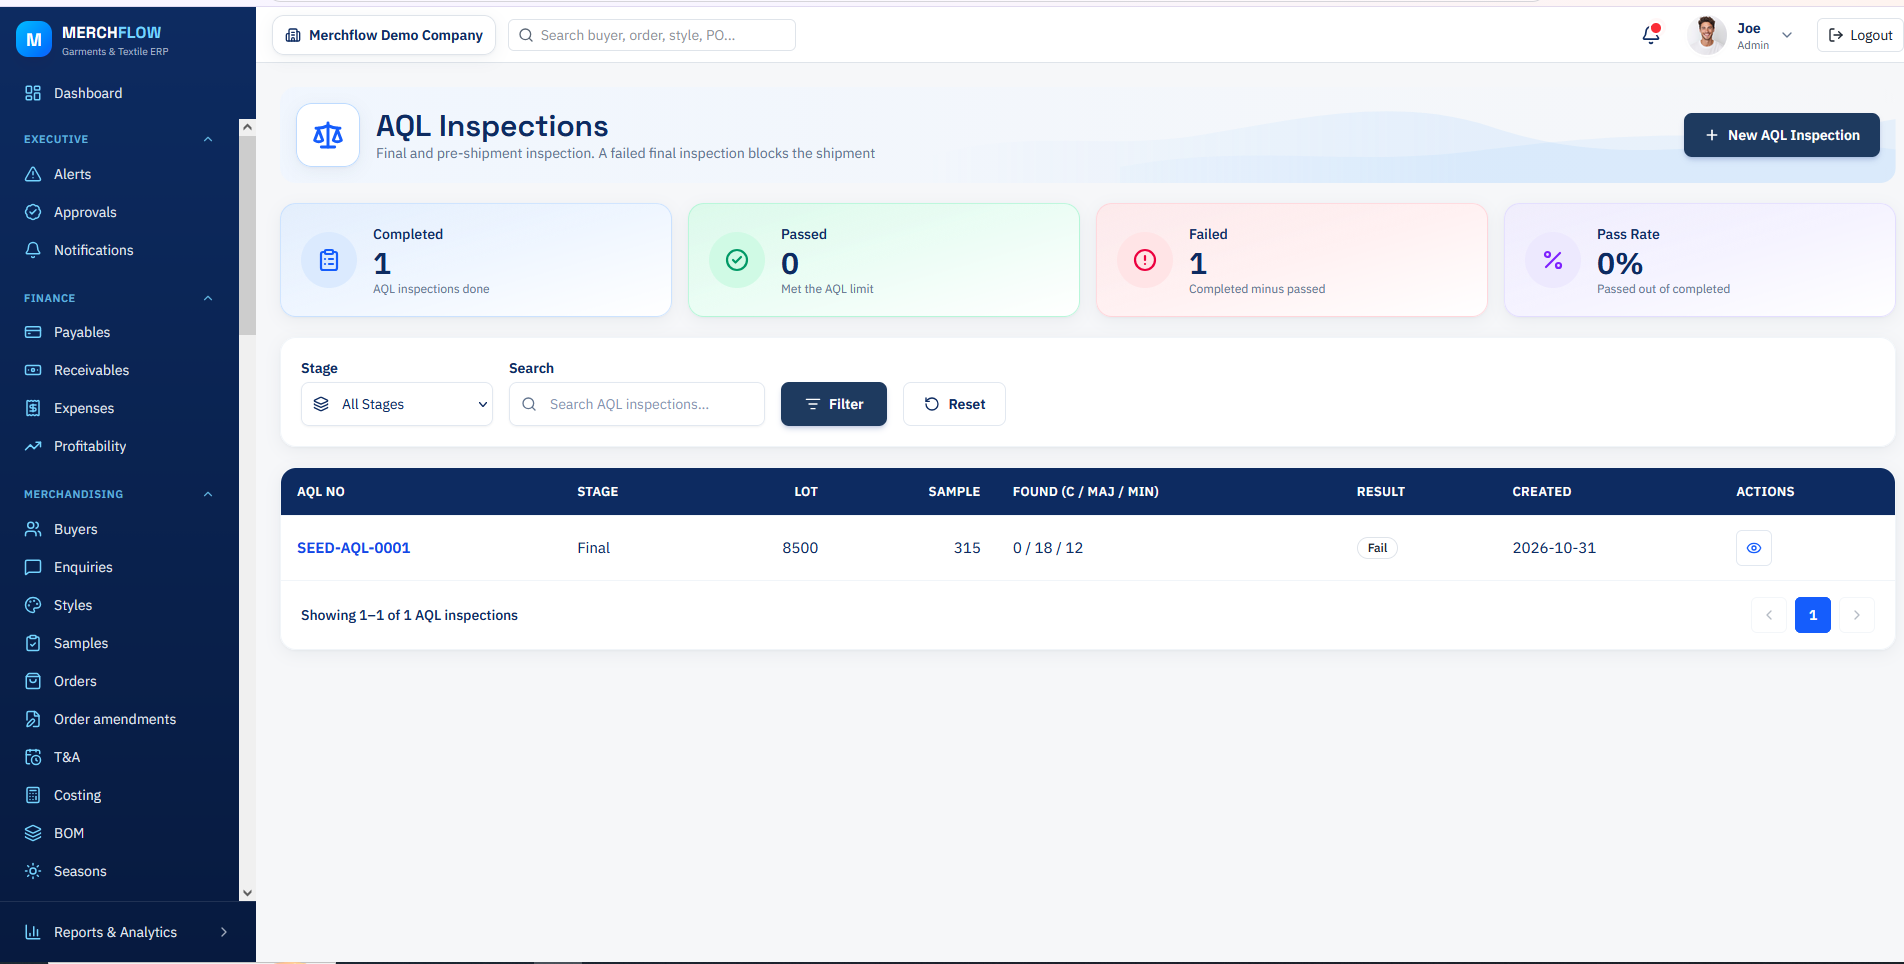 M
MERCHFLOW
Garments & Textile ERP
Merchflow Demo Company
Search buyer, order, style, PO...
Joe
Admin
Logout
Dashboard
EXECUTIVE
Alerts
Approvals
Notifications
FINANCE
Payables
Receivables
Expenses
Profitability
MERCHANDISING
Buyers
Enquiries
Styles
Samples
Orders
Order amendments
T&A
Costing
BOM
Seasons
Reports & Analytics
AQL Inspections
Final and pre-shipment inspection. A failed final inspection blocks the shipment
+ New AQL Inspection
Completed
1
AQL inspections done
Passed
0
Met the AQL limit
Failed
1
Completed minus passed
Pass Rate
0%
Passed out of completed
Stage
Search
All Stages
Search AQL inspections...
Filter
Reset
AQL NO STAGE LOT SAMPLE FOUND (C / MAJ / MIN) RESULT CREATED ACTIONS
SEED-AQL-0001 Final 8500 315 0 / 18 / 12 Fail 2026-10-31
Showing 1–1 of 1 AQL inspections
1